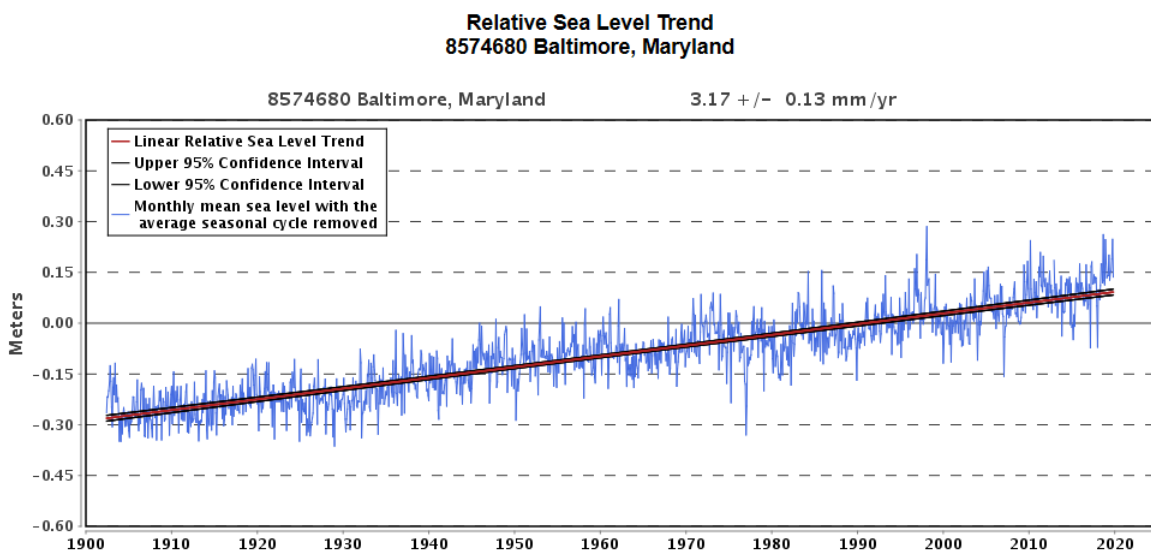 Relative Sea Level Trend
8574680 Baltimore, Maryland
8574680 Baltimore, Maryland 3.17 +/- 0.13 mm/yr
0.60
0.45
0.30
0.15
0.00
-0.15
-0.30
-0.45
-0.60
Meters
Linear Relative Sea Level Trend
Upper 95% Confidence Interval
Lower 95% Confidence Interval
Monthly mean sea level with the
average seasonal cycle removed
1900 1910 1920 1930 1940 1950 1960 1970 1980 1990 2000 2010 2020